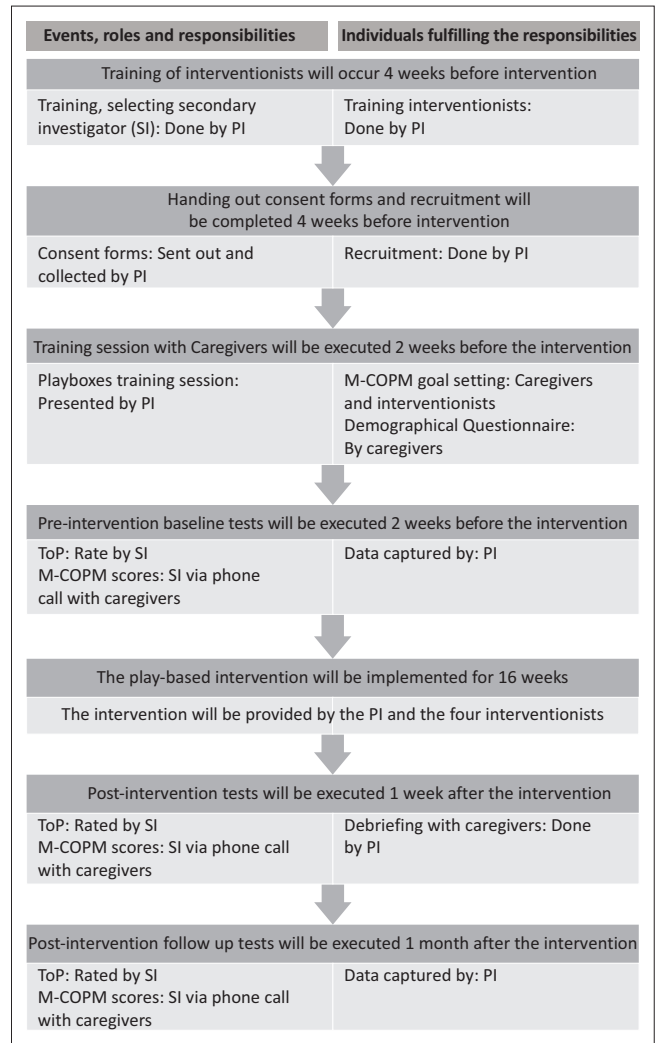 Events, roles and responsibilities
Individuals fulfilling the responsibilities
Training of interventionists will occur 4 weeks before intervention
Training, selecting secondary
investigator (SI): Done by PI
Training interventionists:
Done by PI
Handing out consent forms and recruitment will
be completed 4 weeks before intervention
Consent forms: Sent out and
collected by PI
Recruitment: Done by PI
Training session with Caregivers will be executed 2 weeks before the intervention
Playboxes training session:
Presented by PI
M-COPM goal setting: Caregivers
and interventionists
Demographical Questionnaire:
By caregivers
Pre-intervention baseline tests will be executed 2 weeks before the intervention
ToP: Rate by SI
M-COPM scores: SI via phone
call with caregivers
Data captured by: PI
The play-based intervention will be implemented for 16 weeks
The intervention will be provided by the PI and the four interventionists
Post-intervention tests will be executed 1 week after the intervention
ToP: Rated by SI
M-COPM scores: SI via phone call
with caregivers
Debriefing with caregivers: Done
by PI
Post-intervention follow up tests will be executed 1 month after the intervention
ToP: Rated by SI
M-COPM scores: SI via phone call
with caregivers
Data captured by: PI